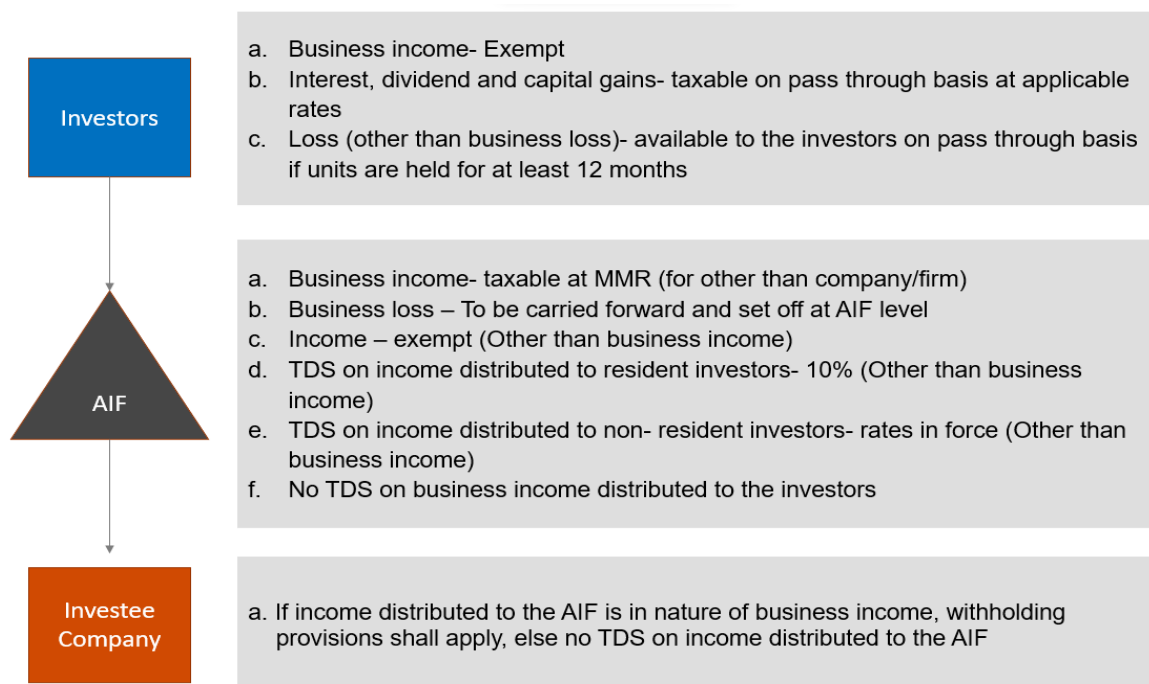 Investors
a. Business income- Exempt
b. Interest, dividend and capital gains- taxable on pass through basis at applicable
rates
c. Loss (other than business loss)- available to the investors on pass through basis
if units are held for at least 12 months
AIF
a. Business income- taxable at MMR (for other than company/firm)
b. Business loss – To be carried forward and set off at AIF level
c. Income – exempt (Other than business income)
d. TDS on income distributed to resident investors- 10% (Other than business
income)
e. TDS on income distributed to non- resident investors- rates in force (Other than
business income)
f. No TDS on business income distributed to the investors
Investee
Company
a. If income distributed to the AIF is in nature of business income, withholding
provisions shall apply, else no TDS on income distributed to the AIF